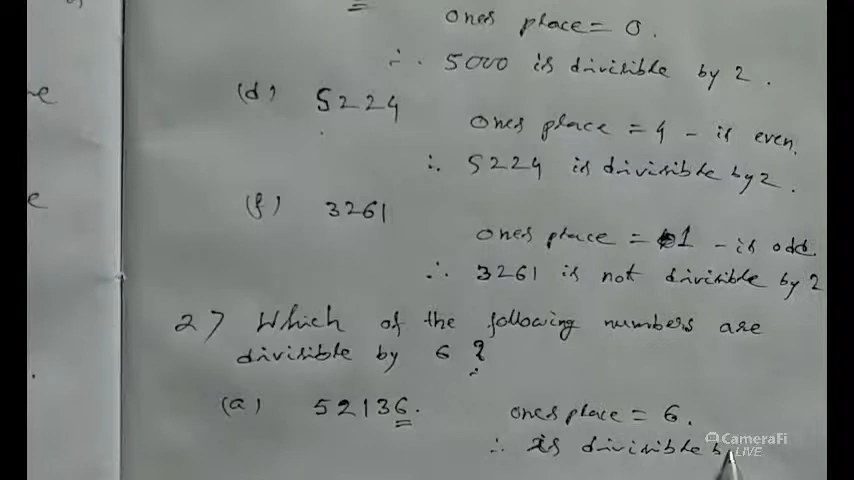 ones place = 0.
∴ 5000 is divisible by 2.
(d) 5224
Ones place = 4 - is even.
∴ 5224 is divisible by 2.
(f) 3261
ones place = 1 - is odd.
∴ 3261 is not divisible by 2
2) Which of the following numbers are
divisible by 6?
(a) 52136.
ones place = 6.
∴ is divisible b
CameraFi
LIVE